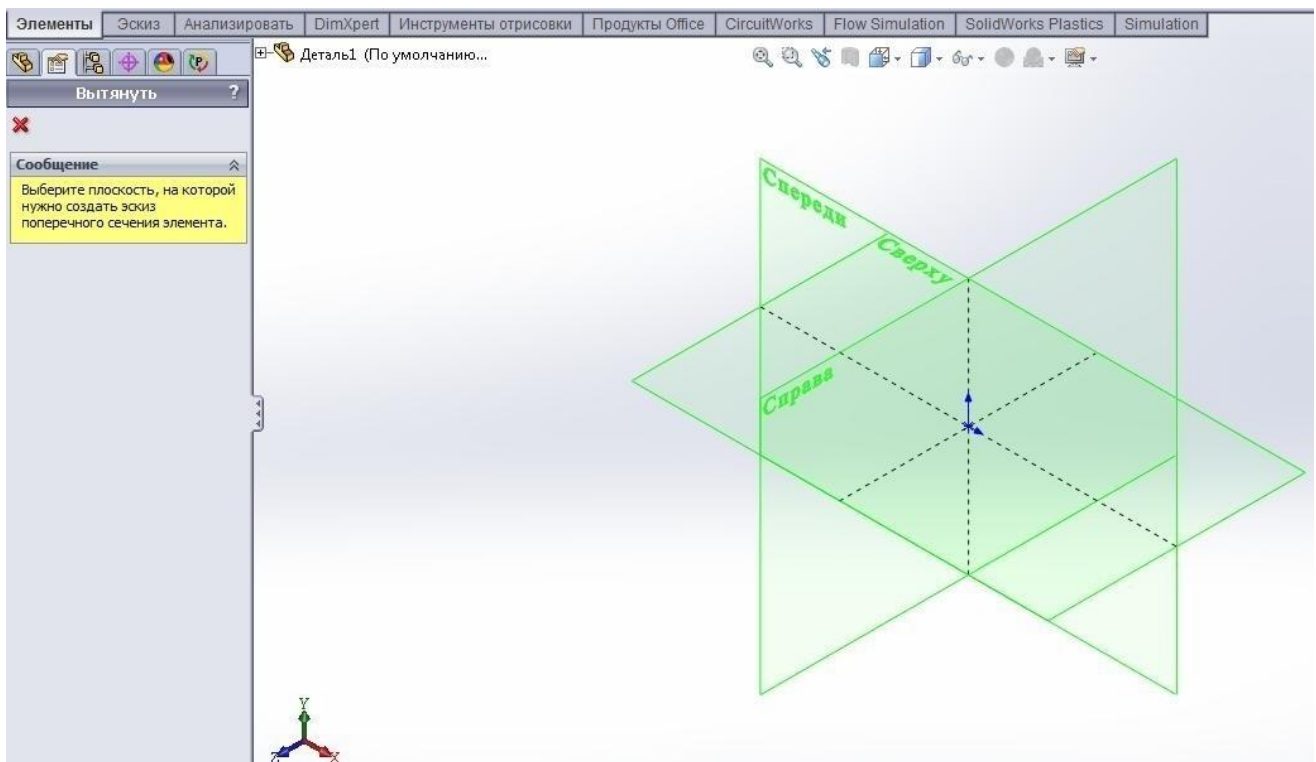 Элементы Эскиз Анализировать DimXpert Инструменты отрисовки Продукты Office CircuitWorks Flow Simulation SolidWorks Plastics Simulation
Деталь1 (По умолчанию...
Вытянуть ?
Сообщение
Выберите плоскость, на которой
нужно создать эскиз
поперечного сечения элемента.
Спереди
Сверху
Справа
Y
Z X